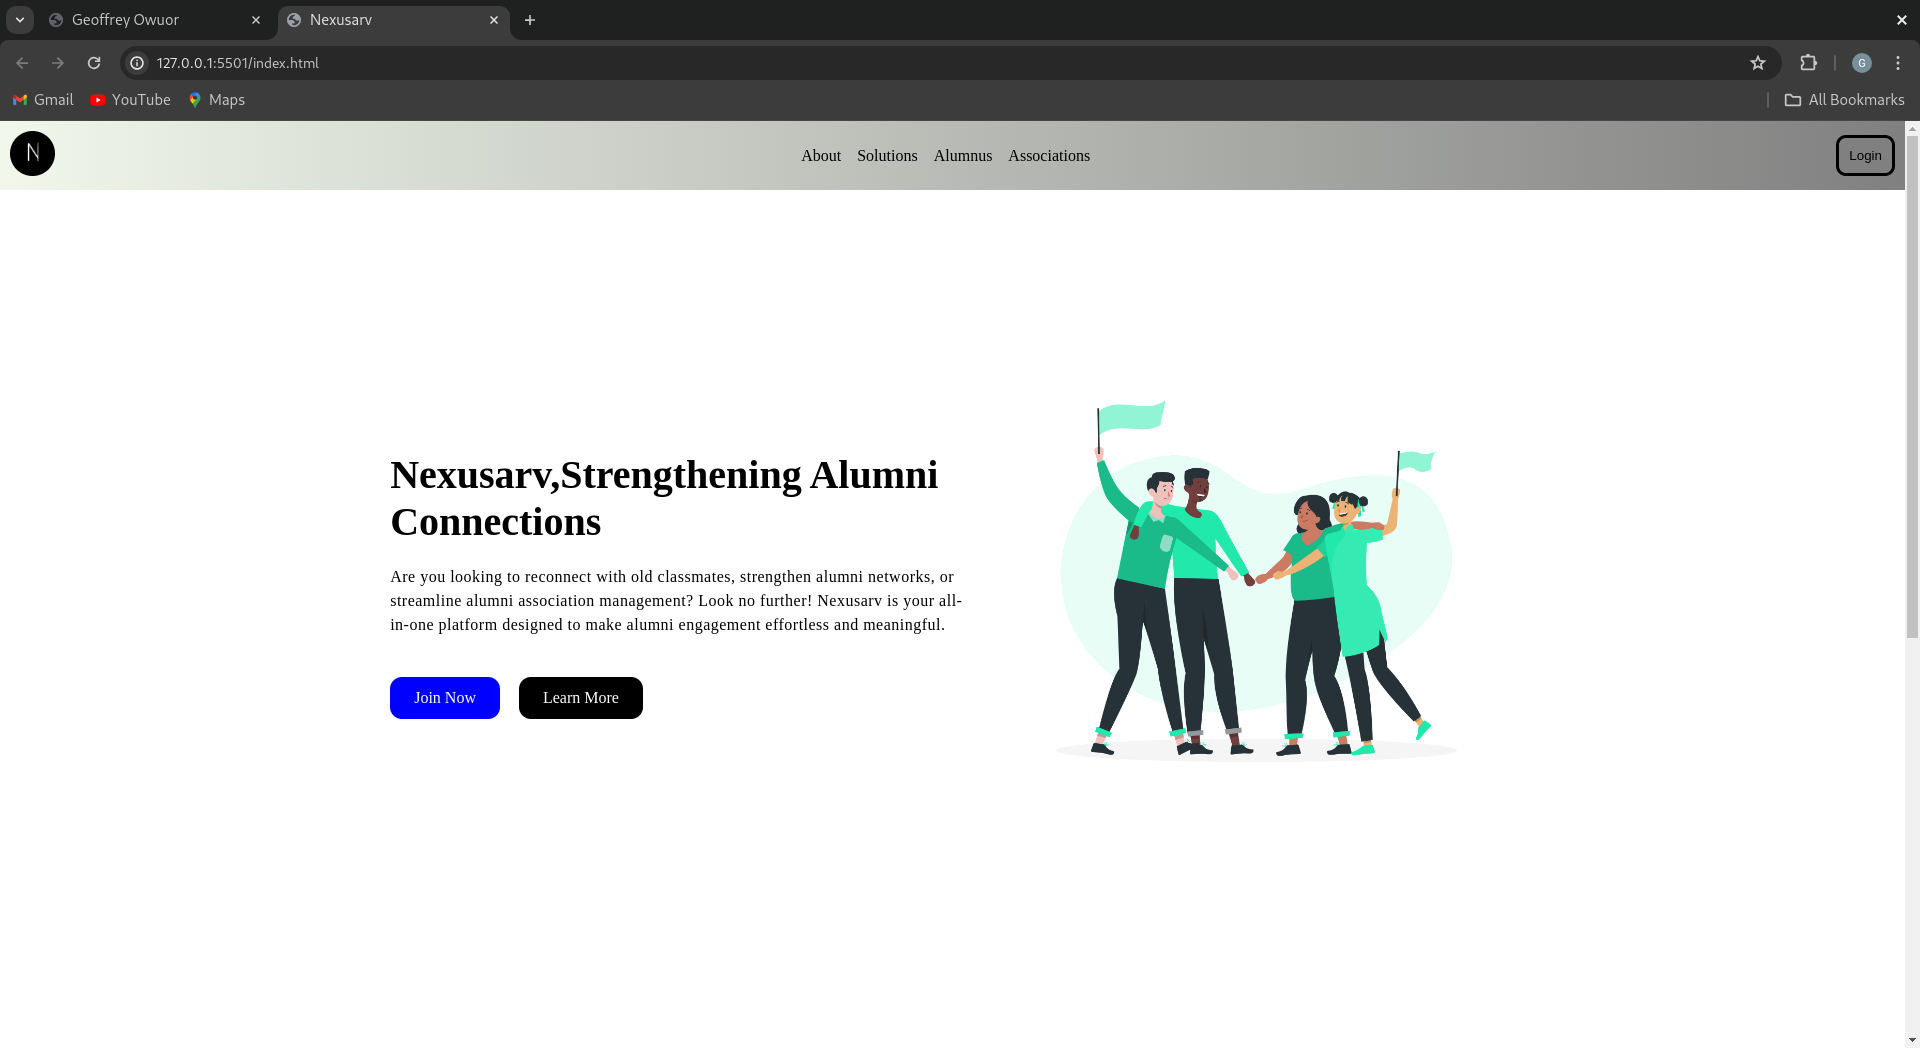 Geoffrey Owuor
Nexusarv
127.0.0.1:5501/index.html
G
Gmail YouTube Maps
All Bookmarks
N
About Solutions Alumnus Associations
Login
Nexusarv,Strengthening Alumni
Connections
Are you looking to reconnect with old classmates, strengthen alumni networks, or
streamline alumni association management? Look no further! Nexusarv is your all-
in-one platform designed to make alumni engagement effortless and meaningful.
Join Now Learn More